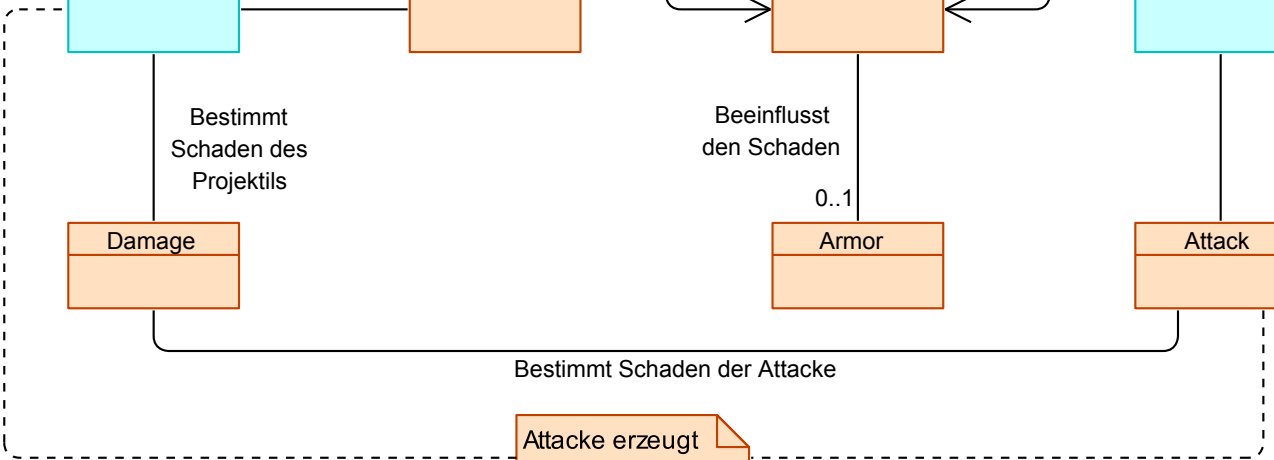 Bestimmt
Schaden des
Projektils
Beeinflusst
den Schaden
0..1
Damage
Armor
Attack
Bestimmt Schaden der Attacke
Attacke erzeugt